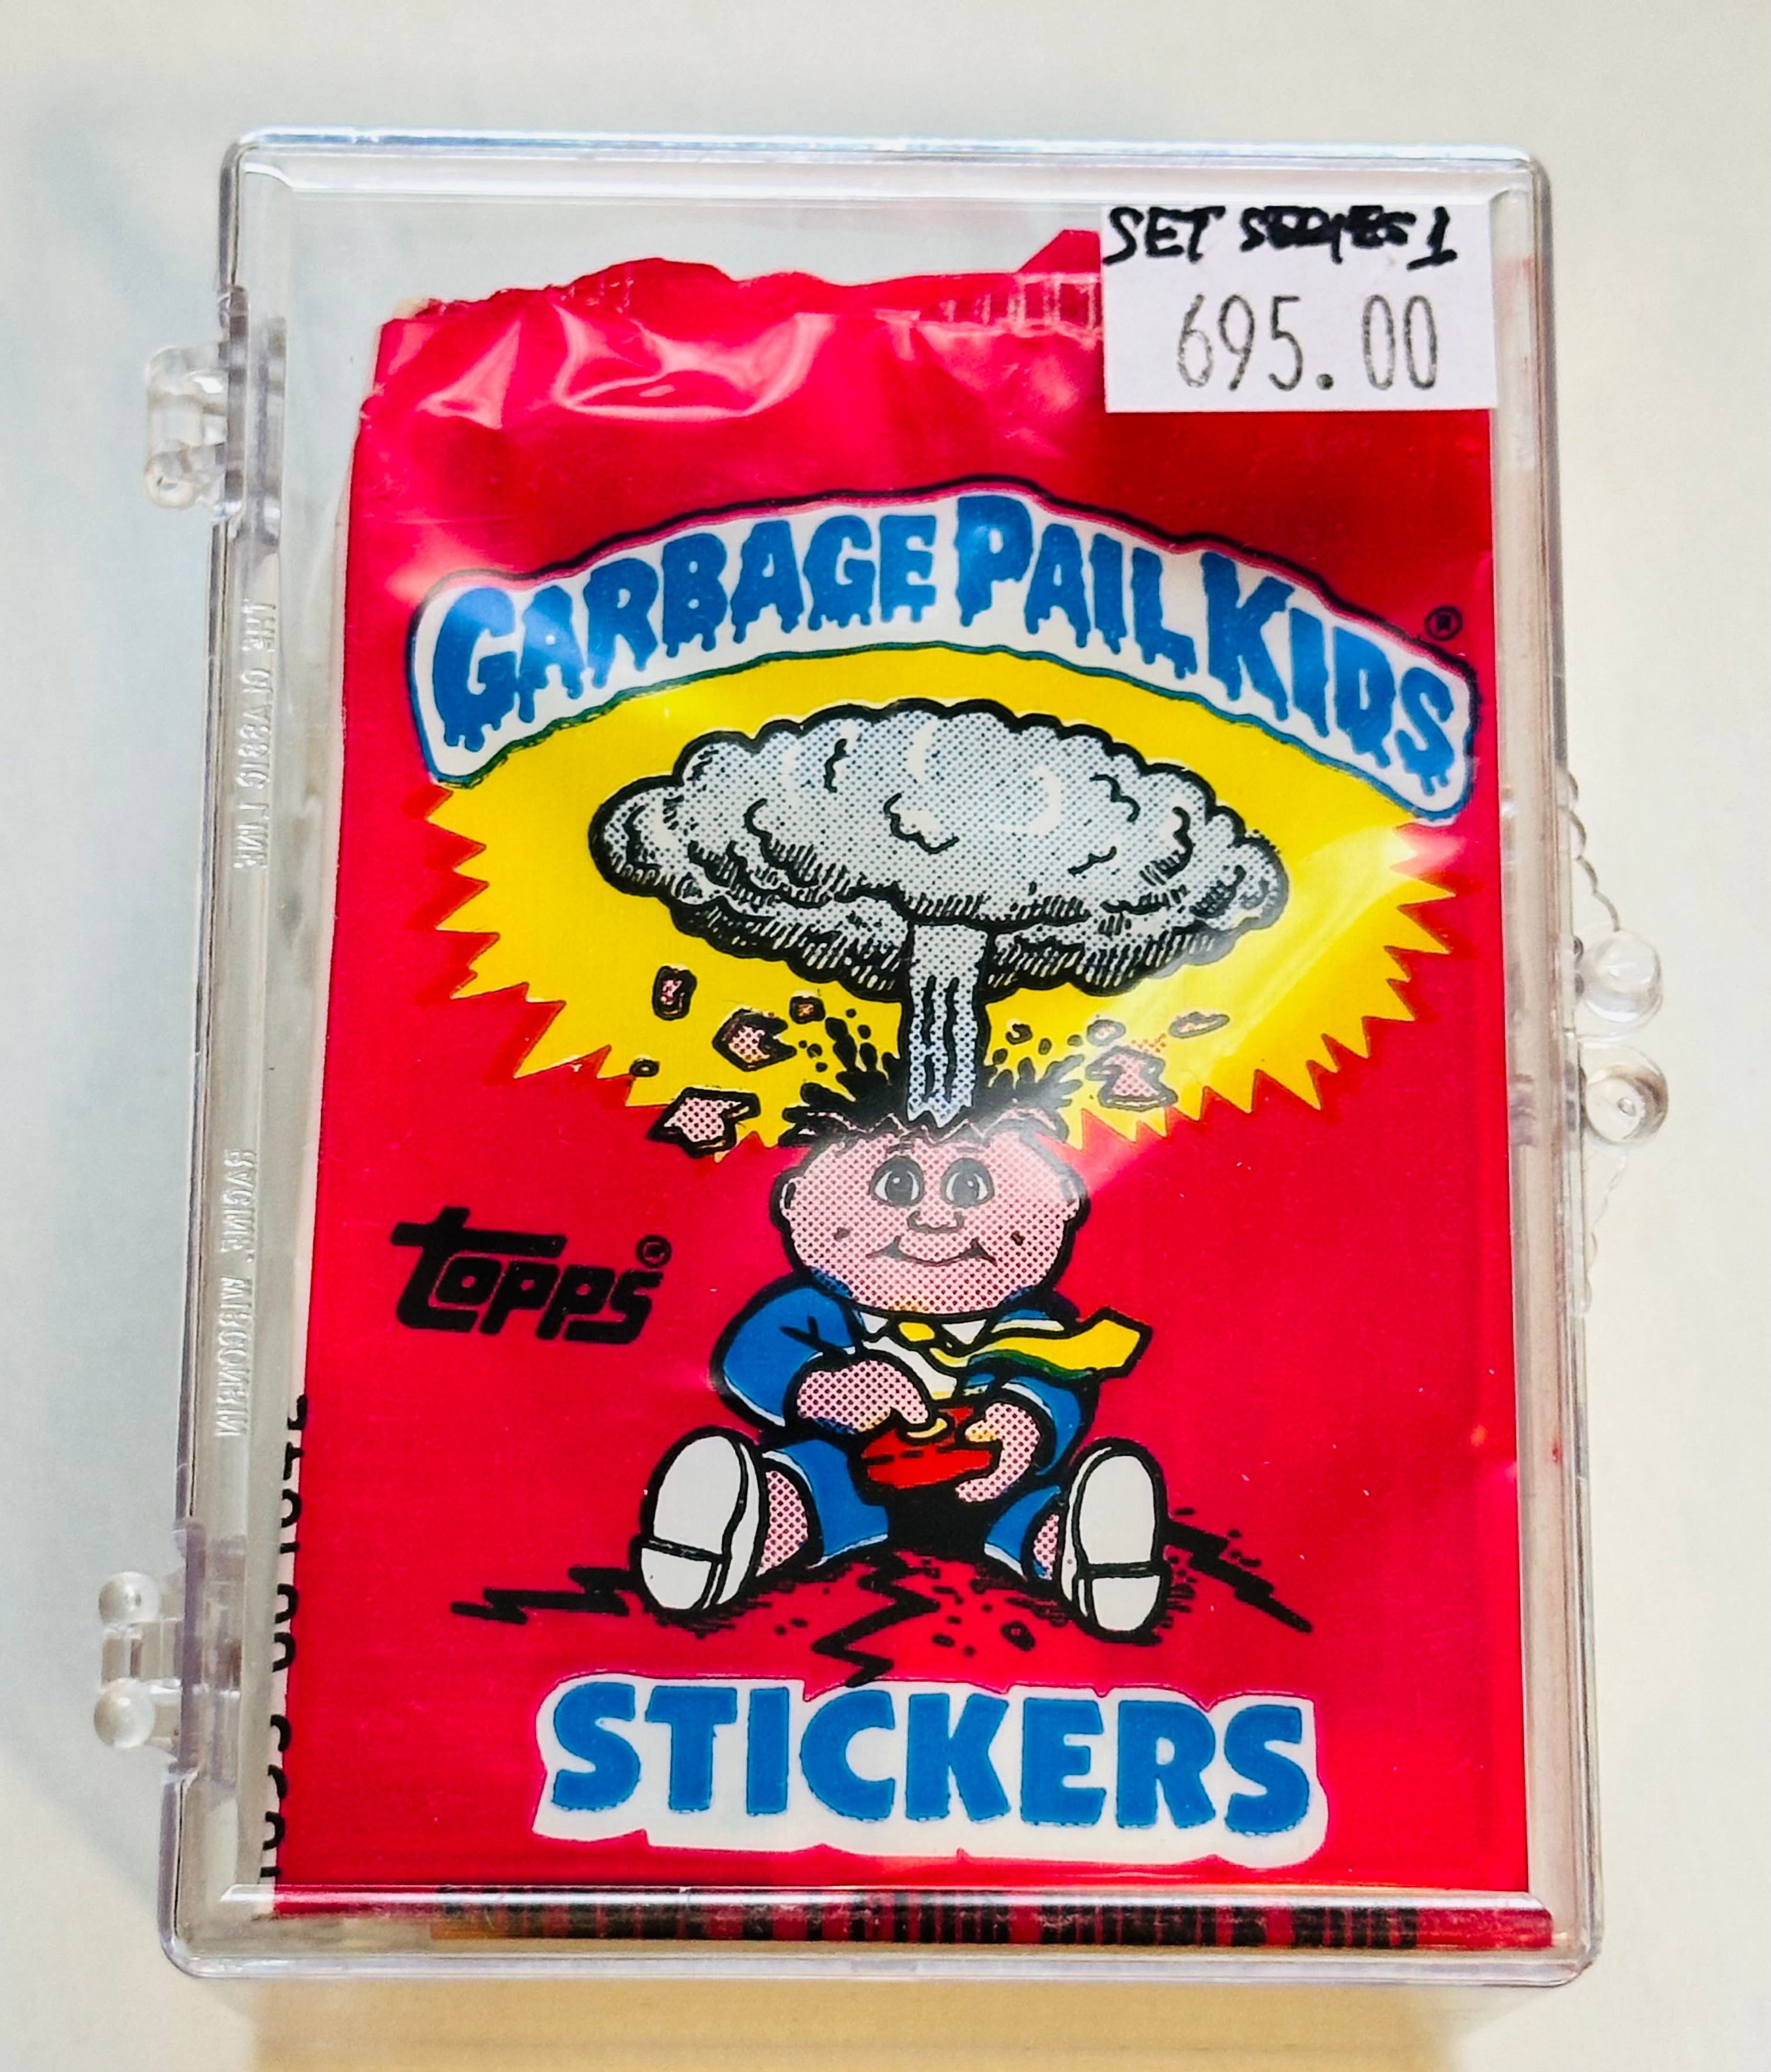 SET SERIES 1
695.00
GARBAGE PAIL KIDS®
topps®
STICKERS